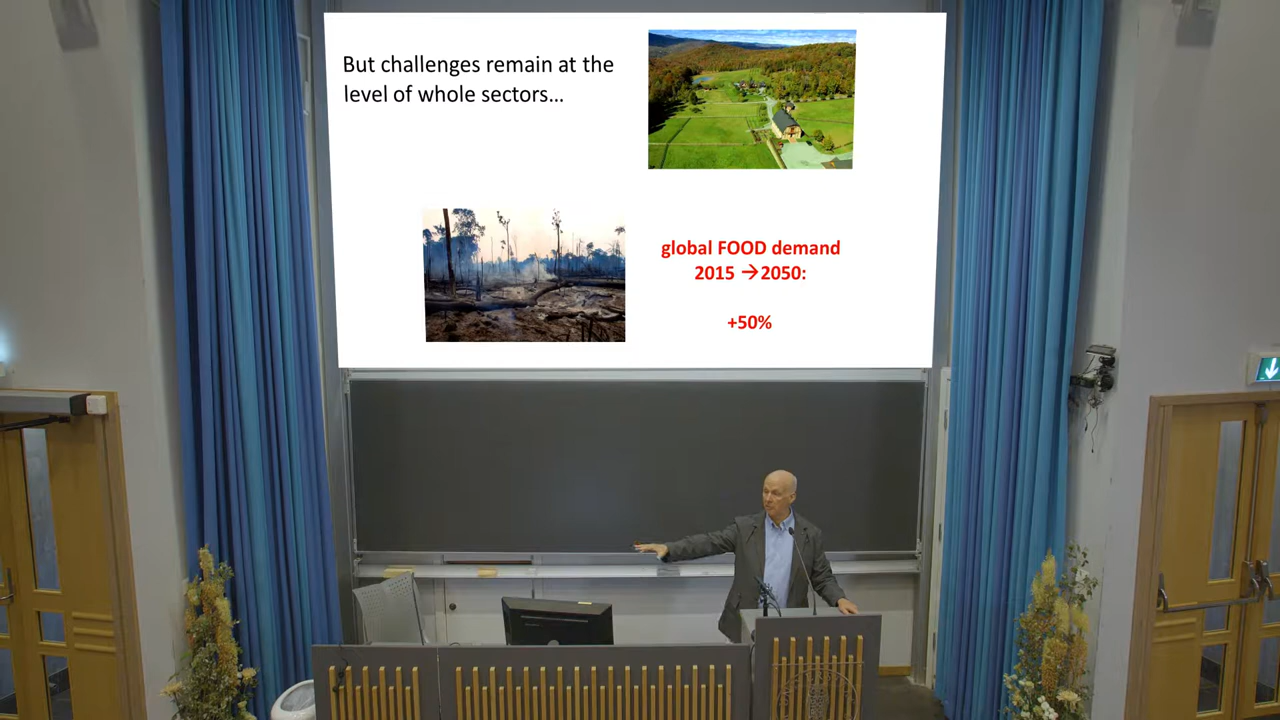 But challenges remain at the
level of whole sectors...
global FOOD demand
2015 →2050:
+50%